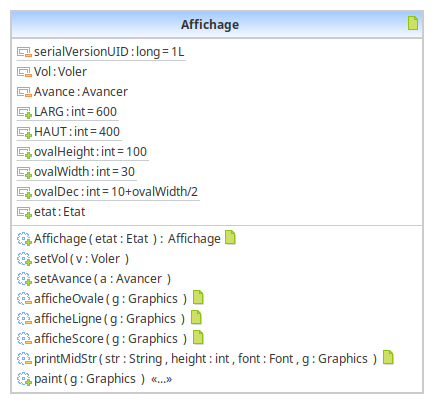 Affichage
serialVersionUID : long = 1L
Vol : Voler
Avance : Avancer
LARG : int = 600
HAUT : int = 400
ovalHeight : int = 100
ovalWidth : int = 30
ovalDec : int = 10+ovalWidth/2
etat : Etat
Affichage ( etat : Etat ) : Affichage
setVol ( v : Voler )
setAvance ( a : Avancer )
afficheOvale ( g : Graphics )
afficheLigne ( g : Graphics )
afficheScore ( g : Graphics )
printMidStr ( str : String , height : int , font : Font , g : Graphics )
paint ( g : Graphics ) «...»